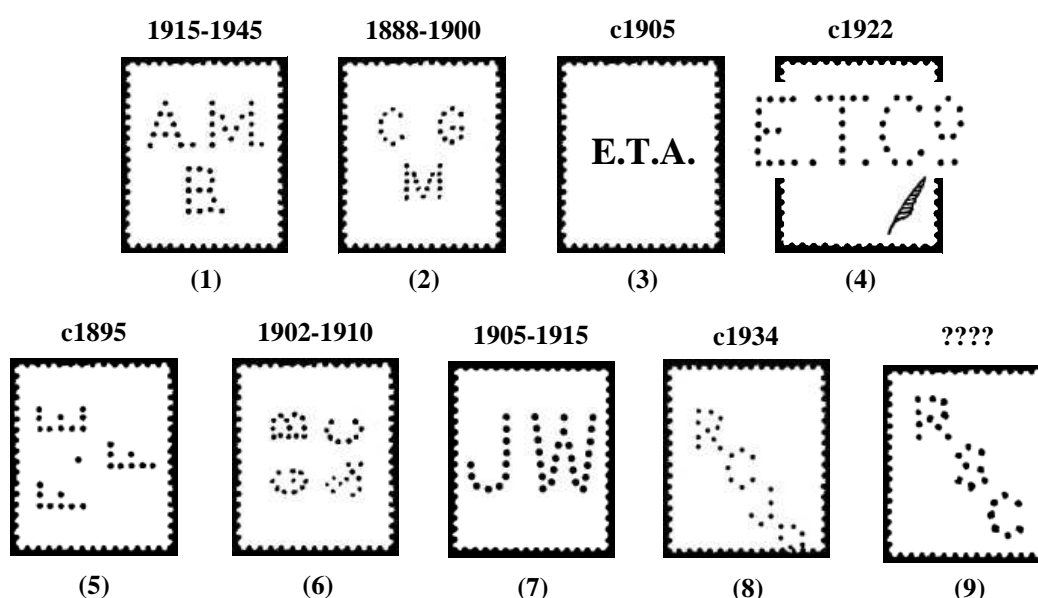 1915-1945 1888-1900 c1905 c1922
A.M. C G E.T.A. E.T.Cy
B. M
(1) (2) (3) (4)
c1895 1902-1910 1905-1915 c1934 ????
JW R&C
(5) (6) (7) (8) (9)